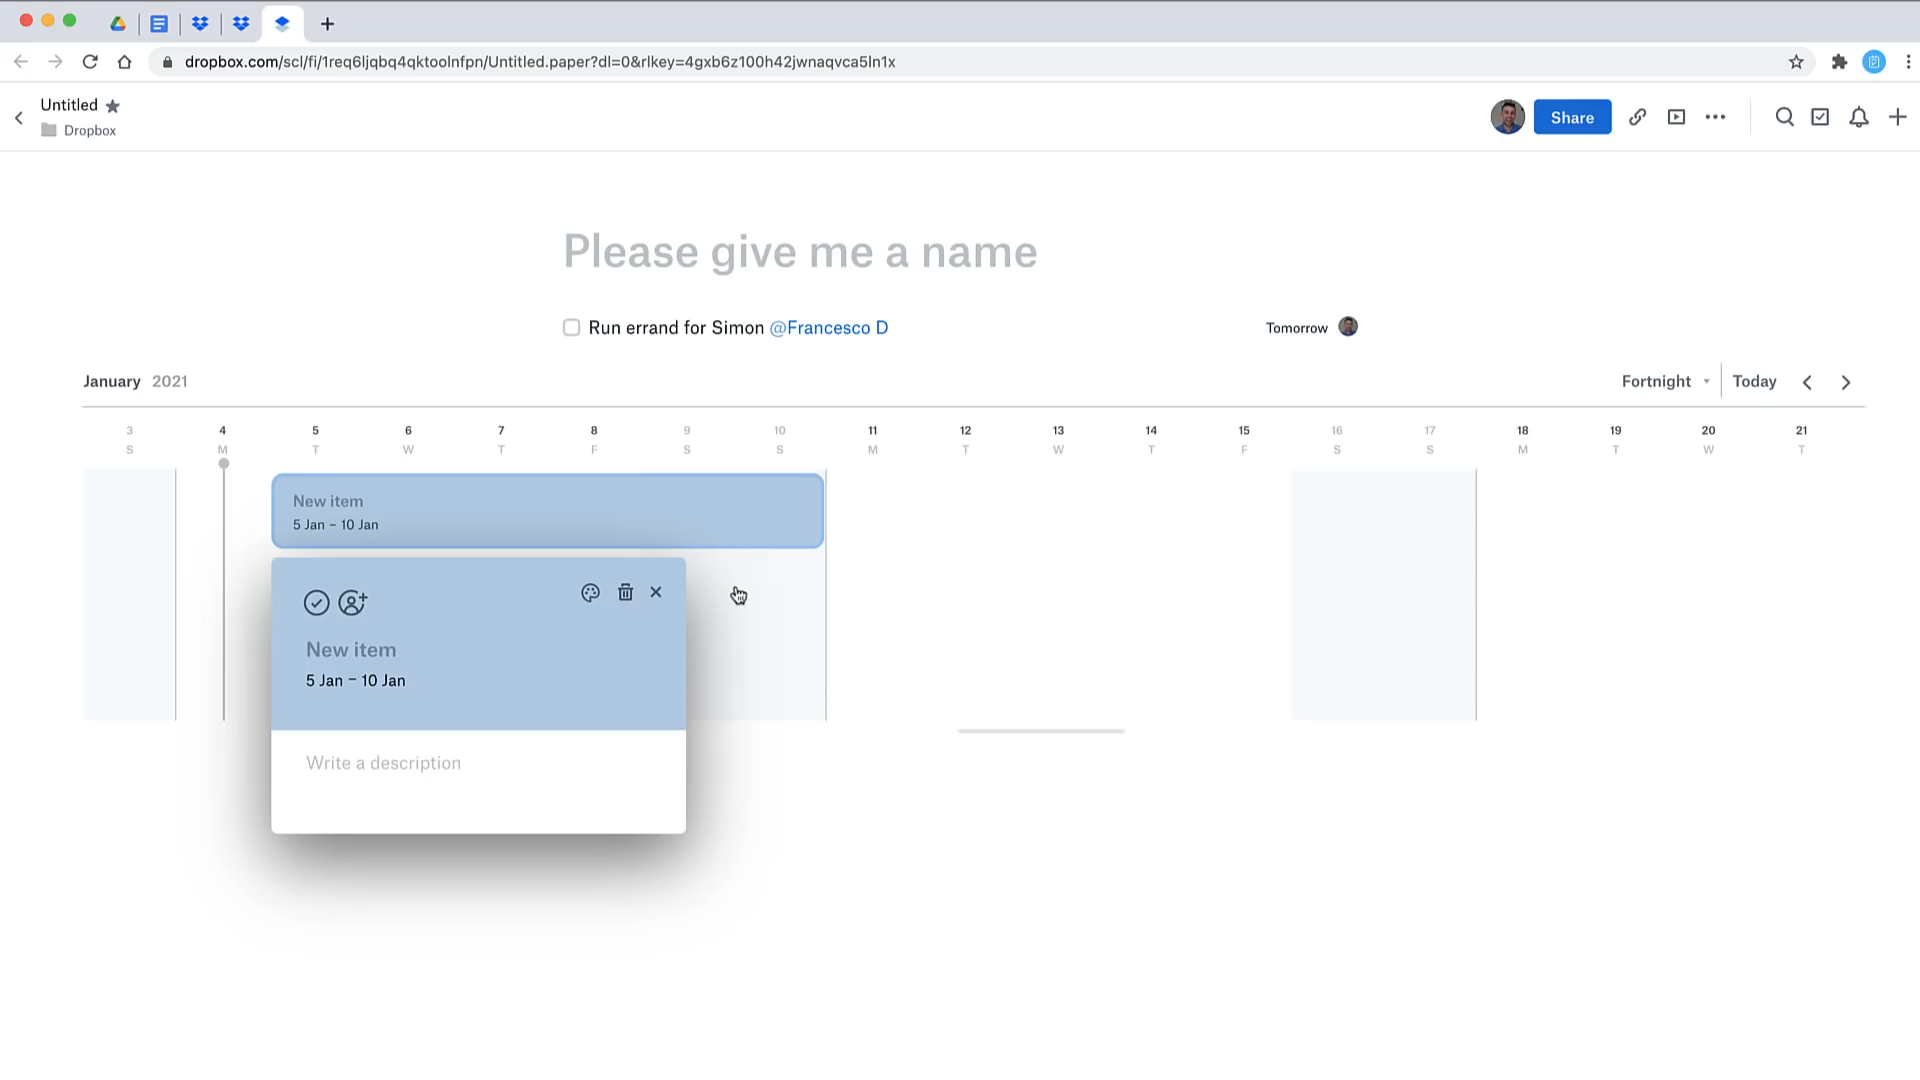 dropbox.com/scl/fi/1req6ljqbq4qktoolnfpn/Untitled.paper?dl=0&rlkey=4gxb6z100h42jwnaqvca5ln1x
Untitled
Dropbox
Share
Please give me a name
Run errand for Simon @Francesco D
Tomorrow
January 2021
Fortnight
Today
3 4 5 6 7 8 9 10 11 12 13 14 15 16 17 18 19 20 21
S M T W T F S S M T W T F S S M T W T
New item
5 Jan – 10 Jan
New item
5 Jan – 10 Jan
Write a description